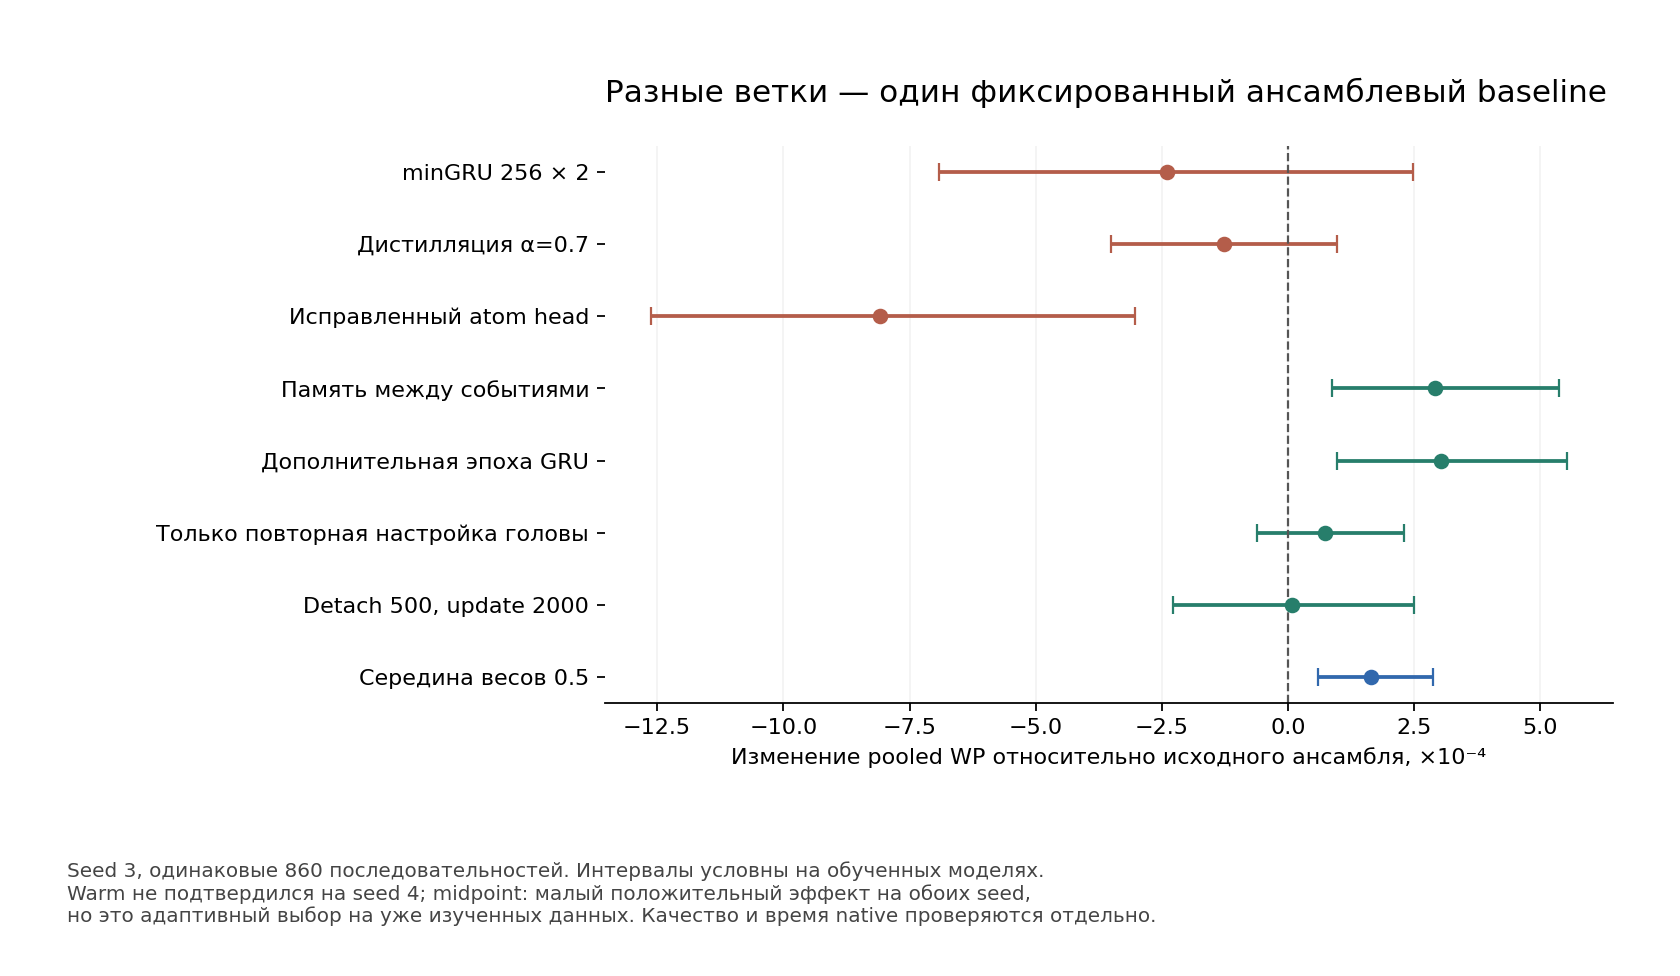 Разные ветки — один фиксированный ансамблевый baseline
minGRU 256 × 2
Дистилляция α=0.7
Исправленный atom head
Память между событиями
Дополнительная эпоха GRU
Только повторная настройка головы
Detach 500, update 2000
Середина весов 0.5
−12.5 −10.0 −7.5 −5.0 −2.5 0.0 2.5 5.0
Изменение pooled WP относительно исходного ансамбля, ×10⁻⁴
Seed 3, одинаковые 860 последовательностей. Интервалы условны на обученных моделях.
Warm не подтвердился на seed 4; midpoint: малый положительный эффект на обоих seed,
но это адаптивный выбор на уже изученных данных. Качество и время native проверяются отдельно.